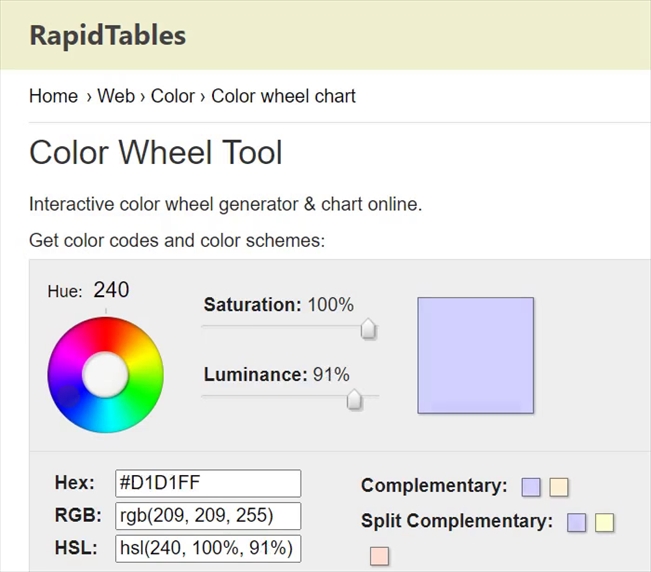 RapidTables
Home › Web › Color › Color wheel chart
Color Wheel Tool
Interactive color wheel generator & chart online.
Get color codes and color schemes:
Hue: 240
Saturation: 100%
Luminance: 91%
Hex: #D1D1FF
RGB: rgb(209, 209, 255)
HSL: hsl(240, 100%, 91%)
Complementary:
Split Complementary: